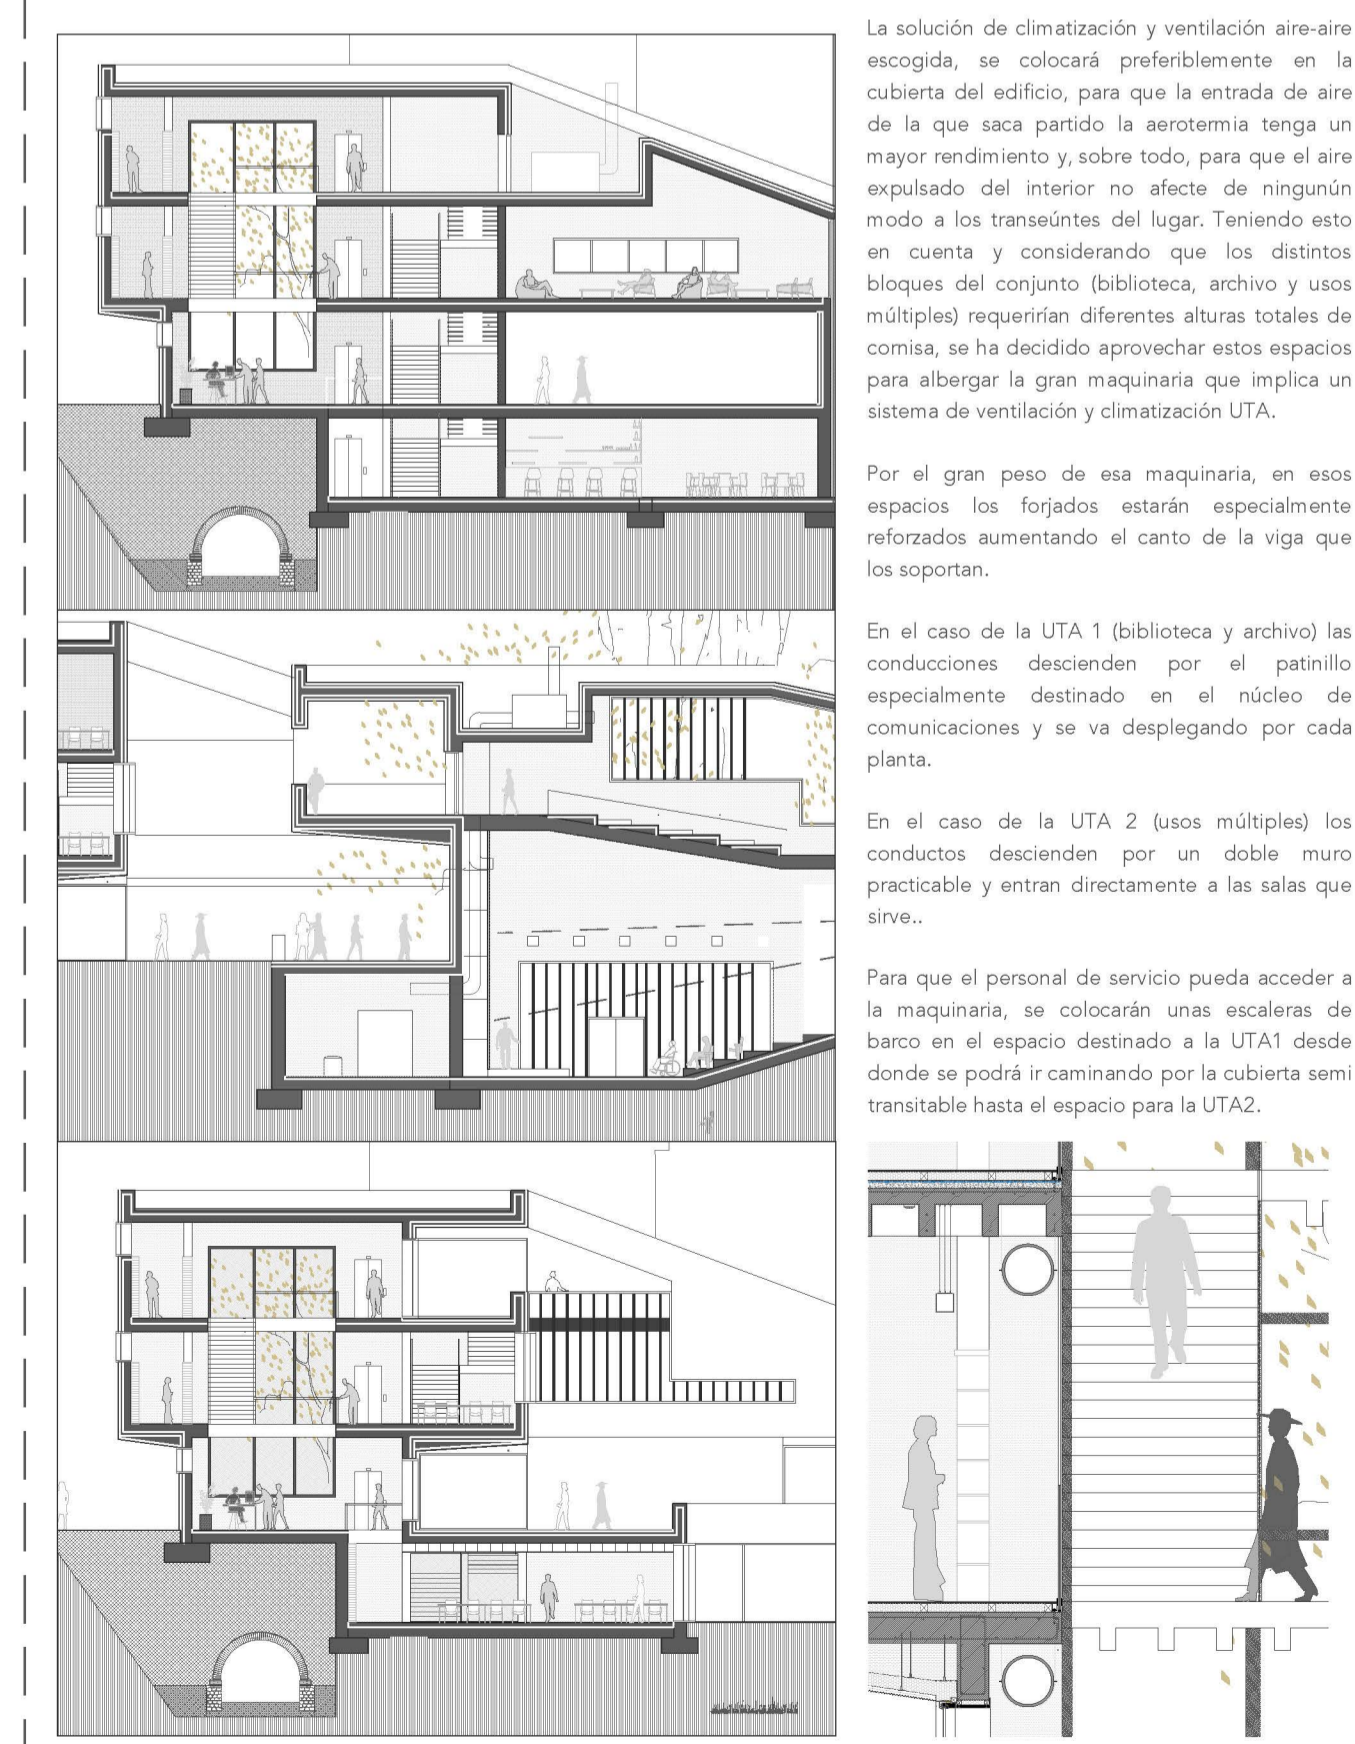 La solución de climatización y ventilación aire-aire
escogida, se colocará preferiblemente en la
cubierta del edificio, para que la entrada de aire
de la que saca partido la aerotermia tenga un
mayor rendimiento y, sobre todo, para que el aire
expulsado del interior no afecte de ningunún
modo a los transeúntes del lugar. Teniendo esto
en cuenta y considerando que los distintos
bloques del conjunto (biblioteca, archivo y usos
múltiples) requerirían diferentes alturas totales de
cornisa, se ha decidido aprovechar estos espacios
para albergar la gran maquinaria que implica un
sistema de ventilación y climatización UTA.
Por el gran peso de esa maquinaria, en esos
espacios los forjados estarán especialmente
reforzados aumentando el canto de la viga que
los soportan.
En el caso de la UTA 1 (biblioteca y archivo) las
conducciones descienden por el patinillo
especialmente destinado en el núcleo de
comunicaciones y se va desplegando por cada
planta.
En el caso de la UTA 2 (usos múltiples) los
conductos descienden por un doble muro
practicable y entran directamente a las salas que
sirve..
Para que el personal de servicio pueda acceder a
la maquinaria, se colocarán unas escaleras de
barco en el espacio destinado a la UTA1 desde
donde se podrá ir caminando por la cubierta semi
transitable hasta el espacio para la UTA2.